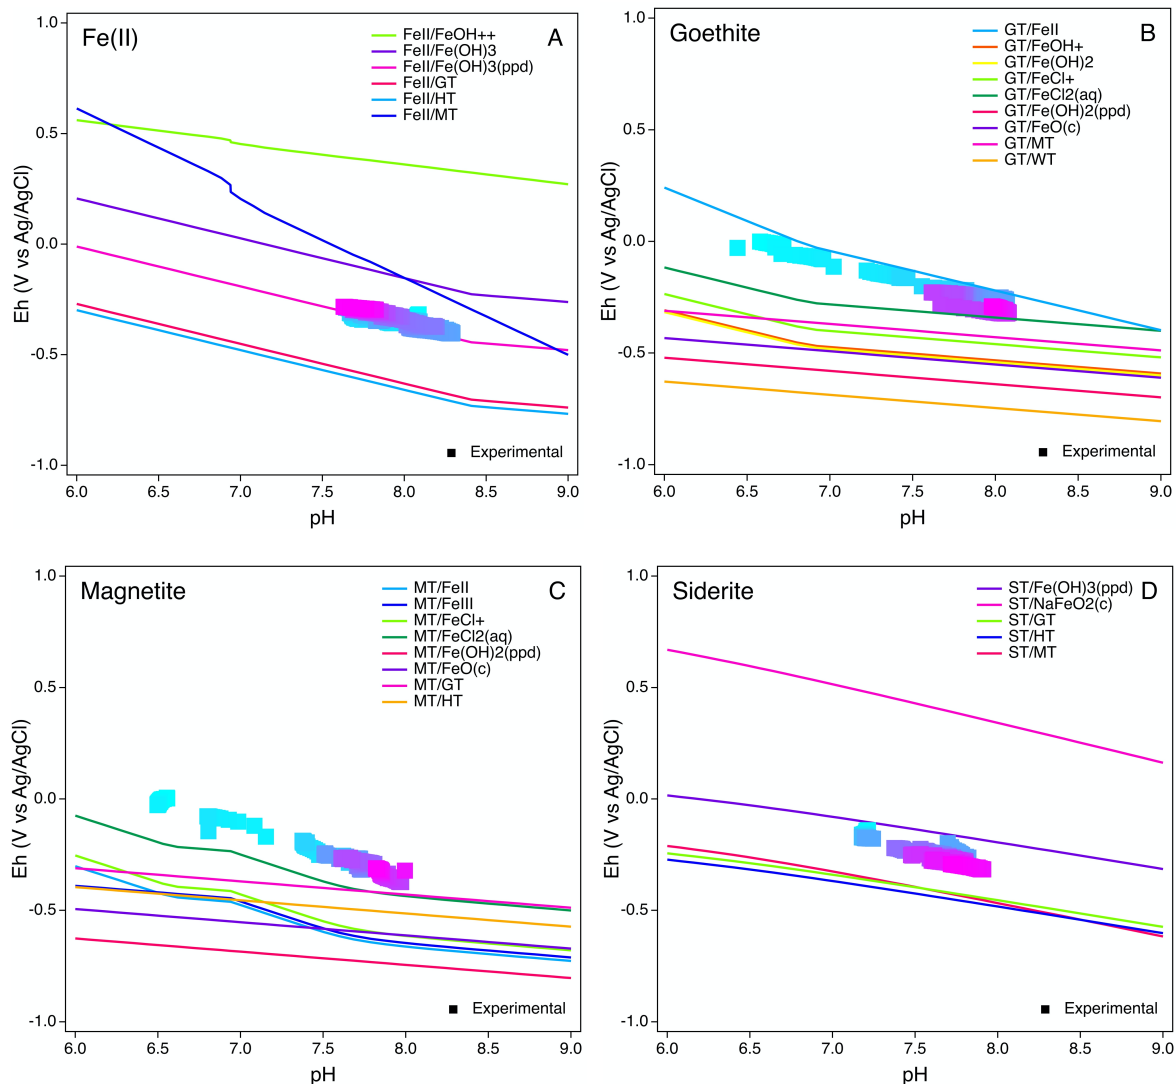 Fe(II)
A
FeII/FeOH++
FeII/Fe(OH)3
FeII/Fe(OH)3(ppd)
FeII/GT
FeII/HT
FeII/MT
1.0
0.5
0.0
-0.5
-1.0
Eh (V vs Ag/AgCl)
Experimental
6.0 6.5 7.0 7.5 8.0 8.5 9.0
pH
Goethite
B
GT/FeII
GT/FeOH+
GT/Fe(OH)2
GT/FeCl+
GT/FeCl2(aq)
GT/Fe(OH)2(ppd)
GT/FeO(c)
GT/MT
GT/WT
1.0
0.5
0.0
-0.5
-1.0
Eh (V vs Ag/AgCl)
Experimental
6.0 6.5 7.0 7.5 8.0 8.5 9.0
pH
Magnetite
C
MT/FeII
MT/FeIII
MT/FeCl+
MT/FeCl2(aq)
MT/Fe(OH)2(ppd)
MT/FeO(c)
MT/GT
MT/HT
1.0
0.5
0.0
-0.5
-1.0
Eh (V vs Ag/AgCl)
Experimental
6.0 6.5 7.0 7.5 8.0 8.5 9.0
pH
Siderite
D
ST/Fe(OH)3(ppd)
ST/NaFeO2(c)
ST/GT
ST/HT
ST/MT
1.0
0.5
0.0
-0.5
-1.0
Eh (V vs Ag/AgCl)
Experimental
6.0 6.5 7.0 7.5 8.0 8.5 9.0
pH